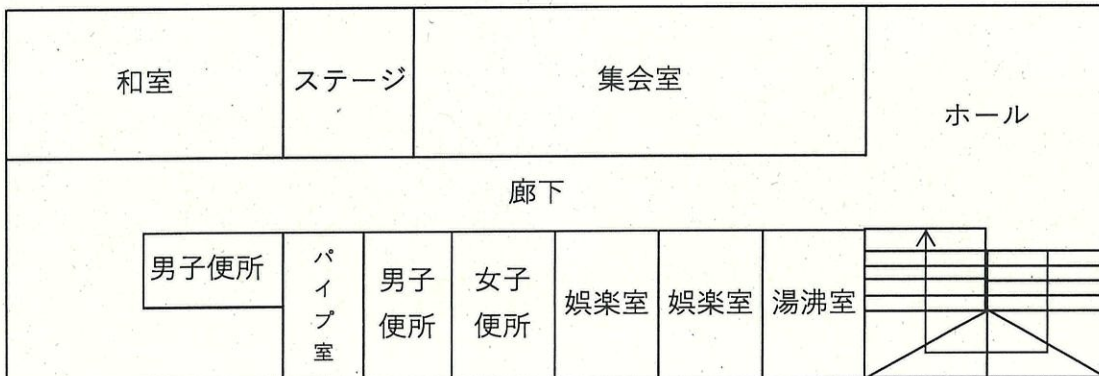 和室
ステージ
集会室
ホール
廊下
男子便所
パイプ室
男子
便所
女子
便所
娯楽室
娯楽室
湯沸室